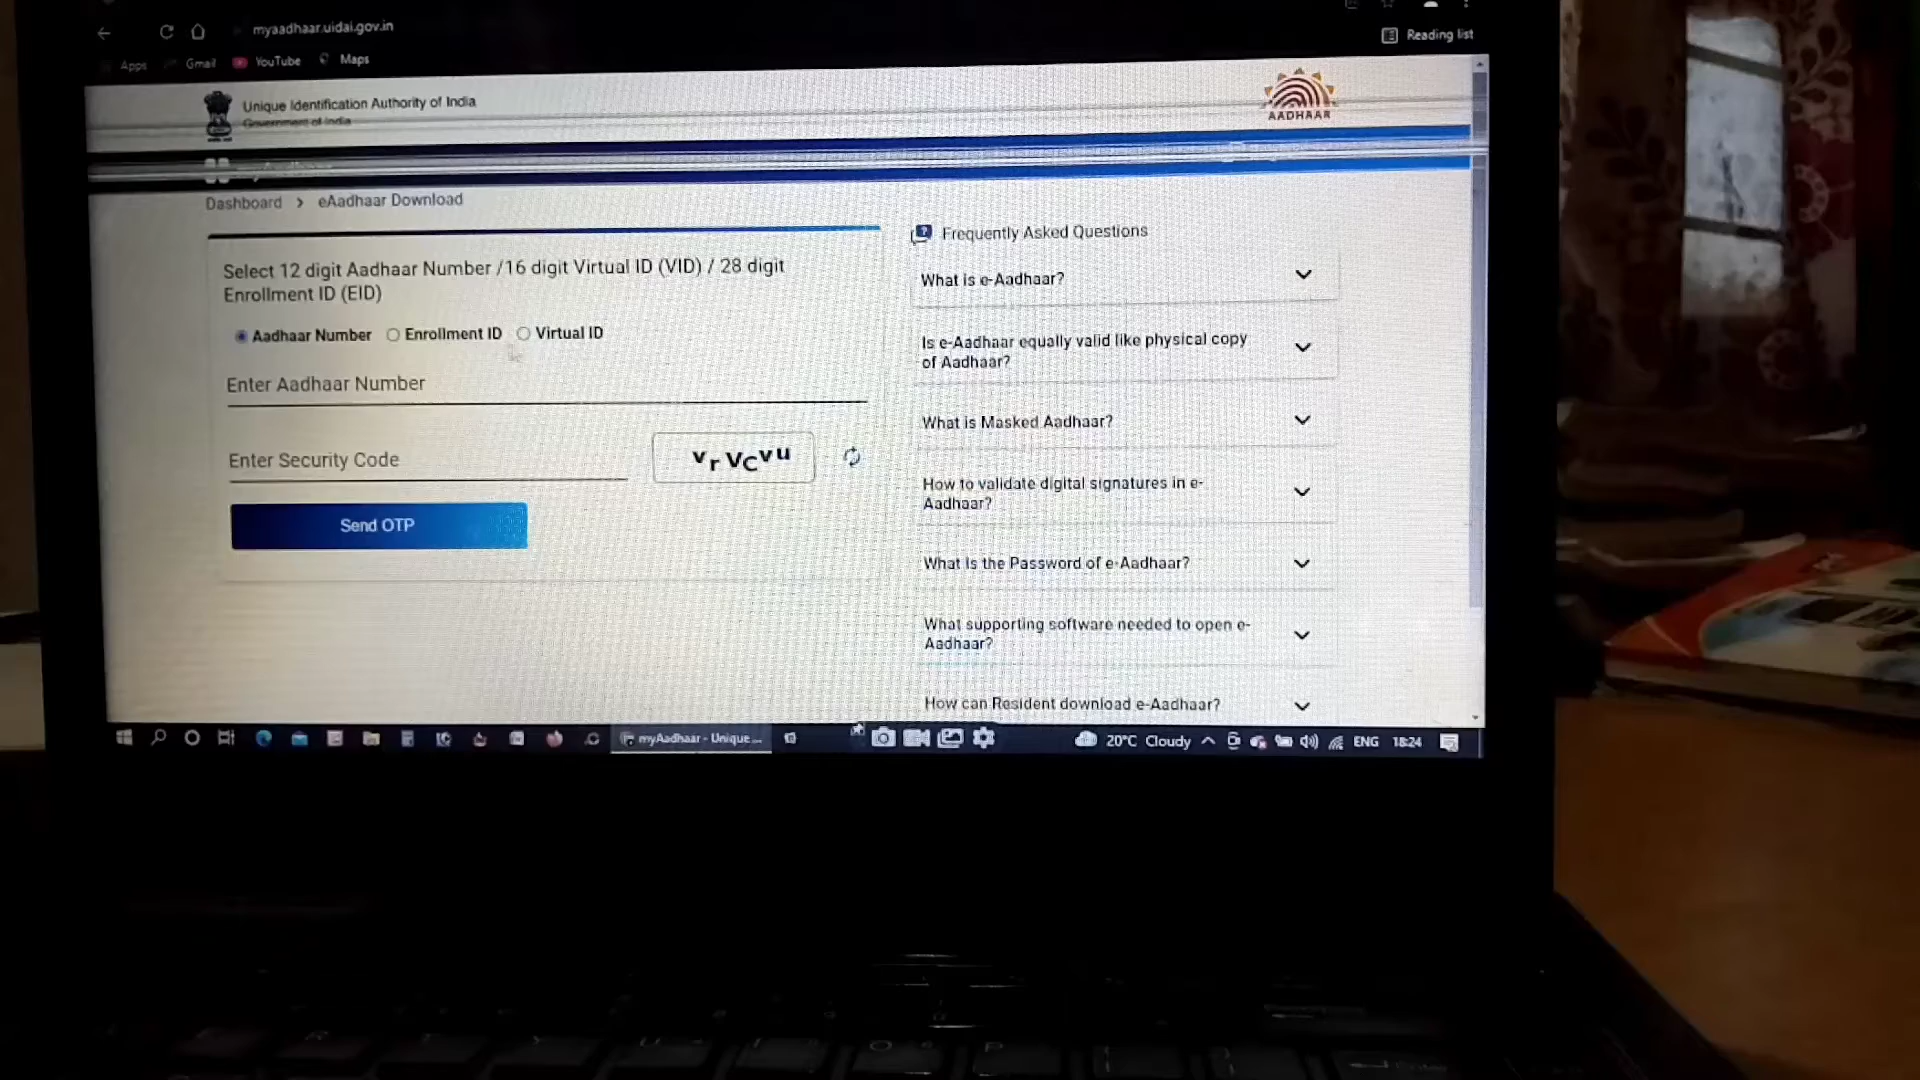 myaadhaar.uidai.gov.in
Reading list
Apps Gmail YouTube Maps
Unique Identification Authority of India
Government of India
AADHAAR
Dashboard > eAadhaar Download
Select 12 digit Aadhaar Number /16 digit Virtual ID (VID) / 28 digit
Enrollment ID (EID)
Aadhaar Number Enrollment ID Virtual ID
Enter Aadhaar Number
Enter Security Code
vrVCvu
Send OTP
Frequently Asked Questions
What is e-Aadhaar?
Is e-Aadhaar equally valid like physical copy
of Aadhaar?
What is Masked Aadhaar?
How to validate digital signatures in e-
Aadhaar?
What Is the Password of e-Aadhaar?
What supporting software needed to open e-
Aadhaar?
How can Resident download e-Aadhaar?
myAadhaar - Unique ...
20°C Cloudy ENG 18:24